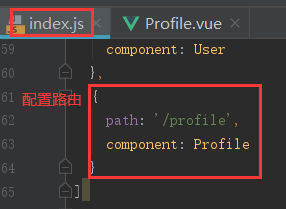 index.js × Profile.vue ×
59 component: User
60 },
61 {
配置路由
62 path: '/profile',
63 component: Profile
64 }
65 ]